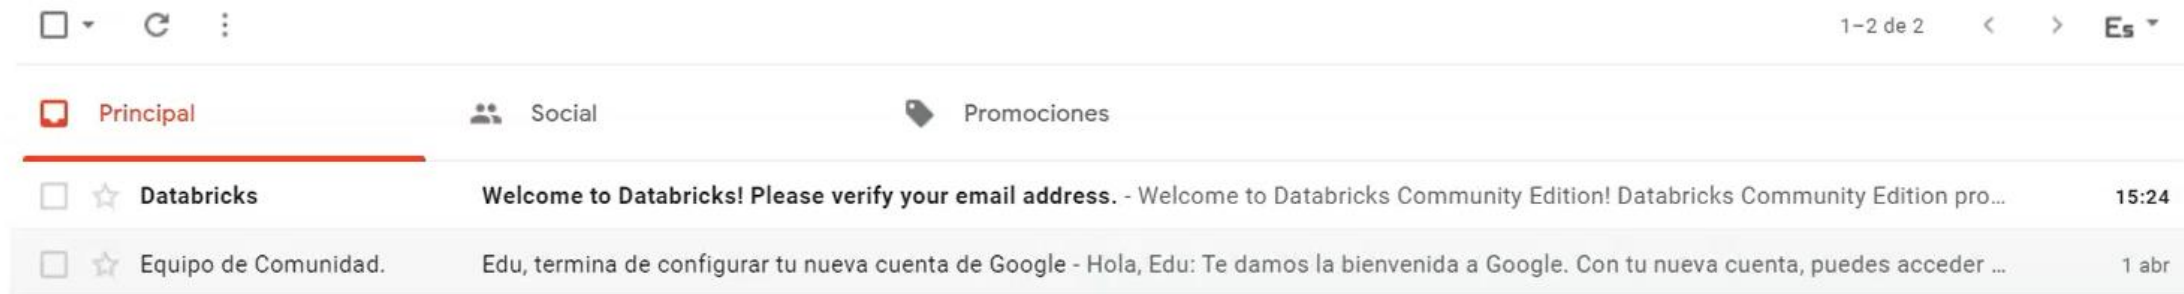 1–2 de 2 Es
Principal Social Promociones
Databricks Welcome to Databricks! Please verify your email address. - Welcome to Databricks Community Edition! Databricks Community Edition pro... 15:24
Equipo de Comunidad. Edu, termina de configurar tu nueva cuenta de Google - Hola, Edu: Te damos la bienvenida a Google. Con tu nueva cuenta, puedes acceder ... 1 abr